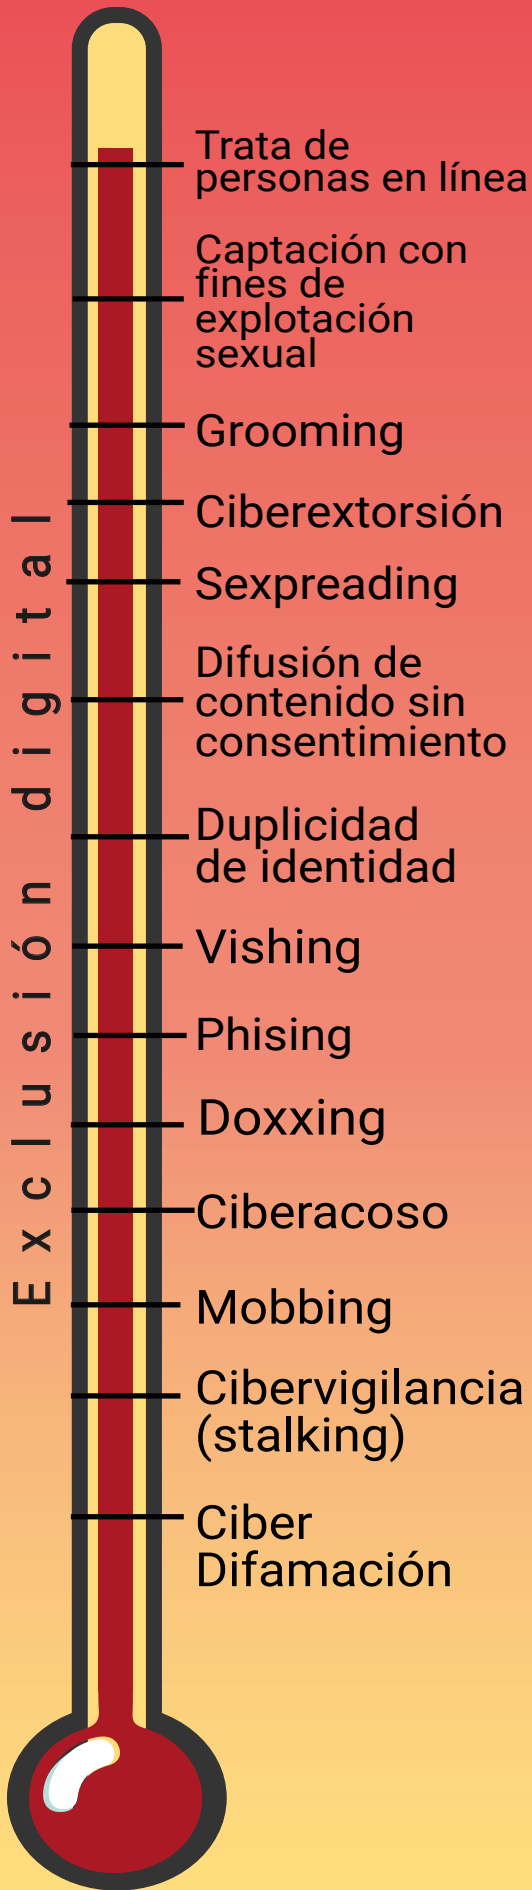 Trata de
personas en línea
Captación con
fines de
explotación
sexual
Grooming
Ciberextorsión
Sexpreading
Difusión de
contenido sin
consentimiento
Duplicidad
de identidad
Vishing
Phising
Doxxing
Ciberacoso
Mobbing
Cibervigilancia
(stalking)
Ciber
Difamación
Exclusión digital